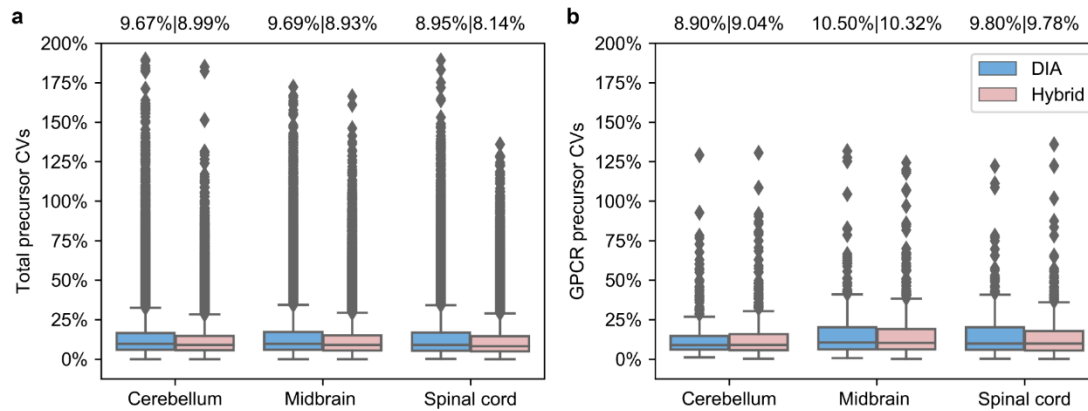 a
9.67%|8.99% 9.69%|8.93% 8.95%|8.14%
200%
175%
150%
125%
100%
75%
50%
25%
0%
Total precursor CVs
Cerebellum Midbrain Spinal cord
b
8.90%|9.04% 10.50%|10.32% 9.80%|9.78%
200%
175%
150%
125%
100%
75%
50%
25%
0%
GPCR precursor CVs
DIA
Hybrid
Cerebellum Midbrain Spinal cord